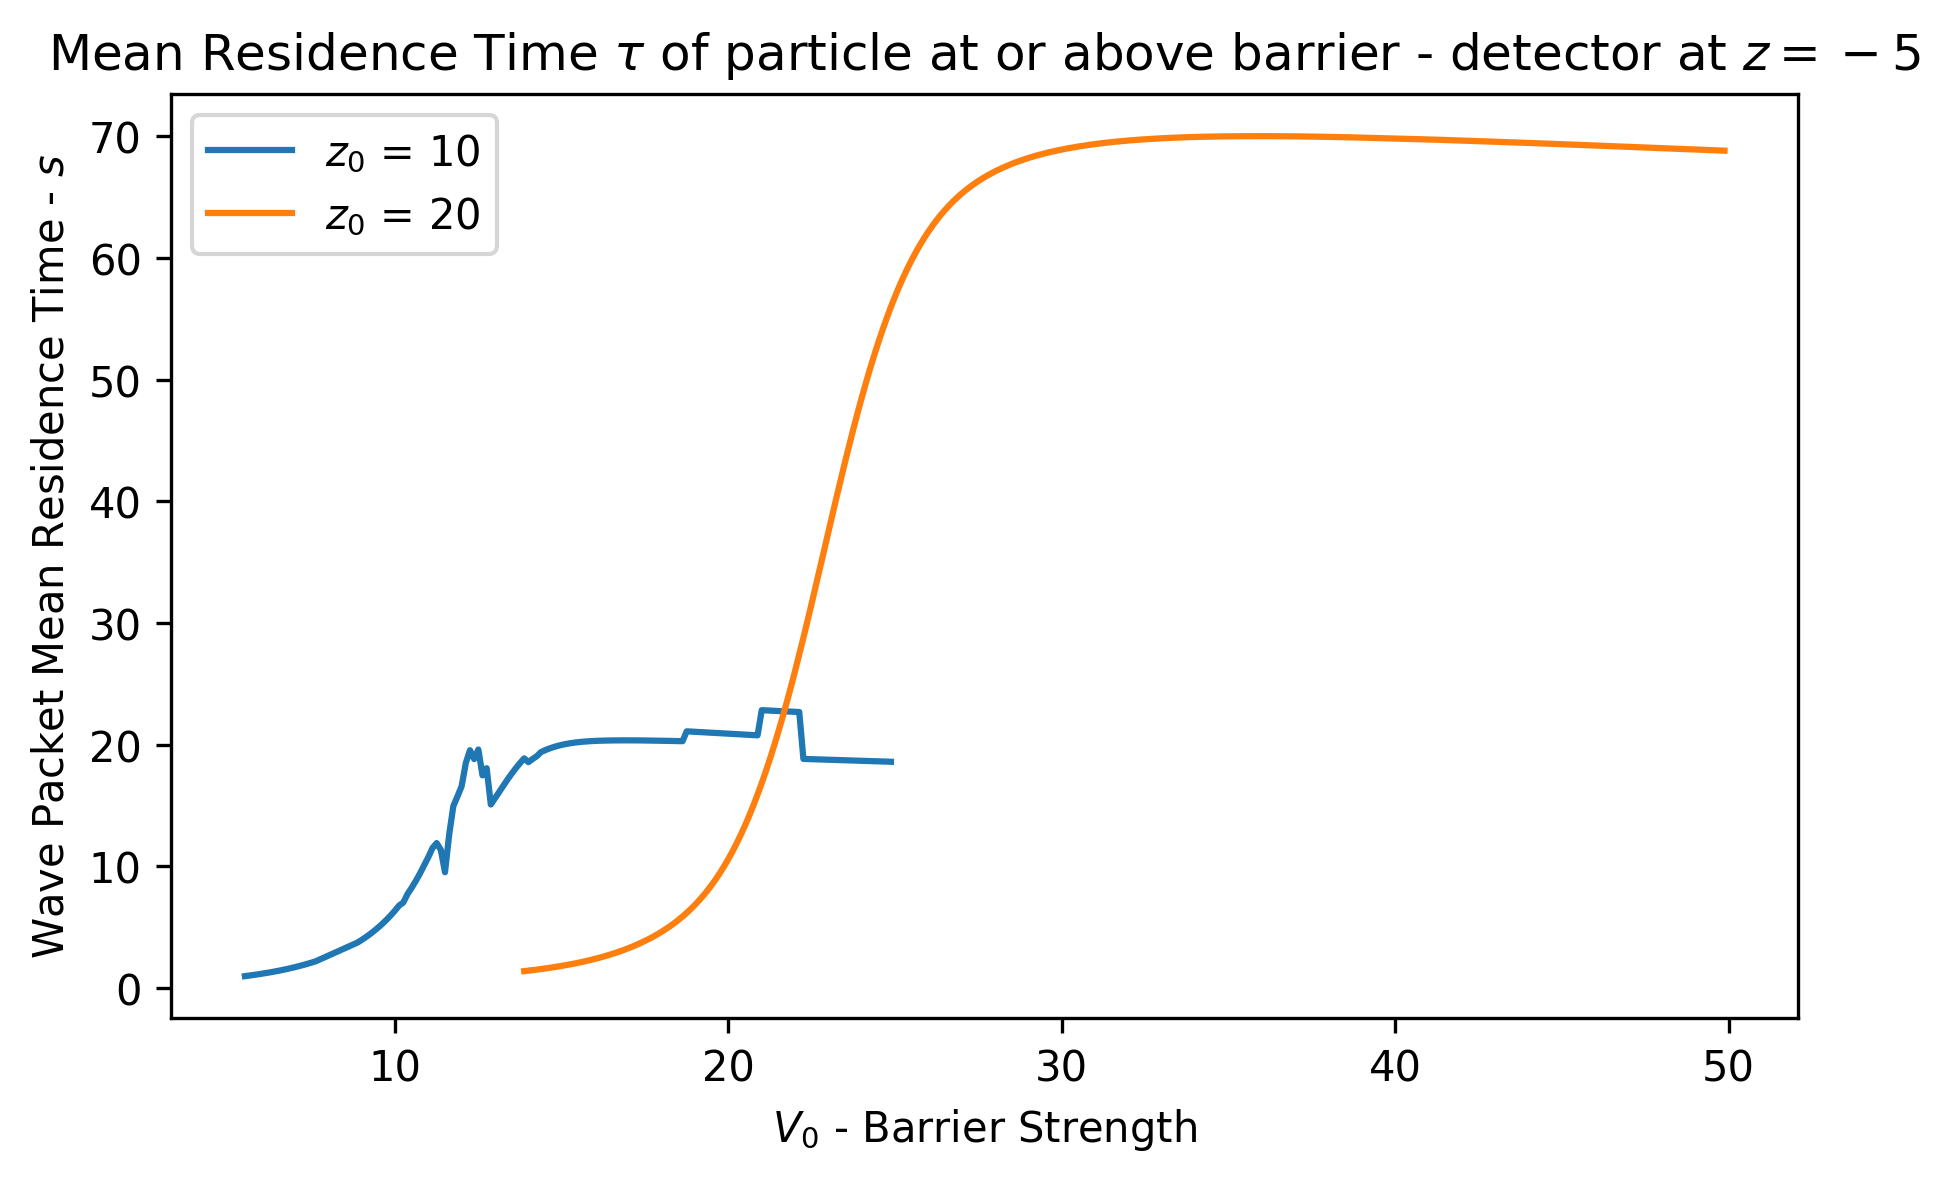 Mean Residence Time τ of particle at or above barrier - detector at z = − 5
z₀ = 10
z₀ = 20
Wave Packet Mean Residence Time - s
70
60
50
40
30
20
10
0
10 20 30 40 50
V₀ - Barrier Strength